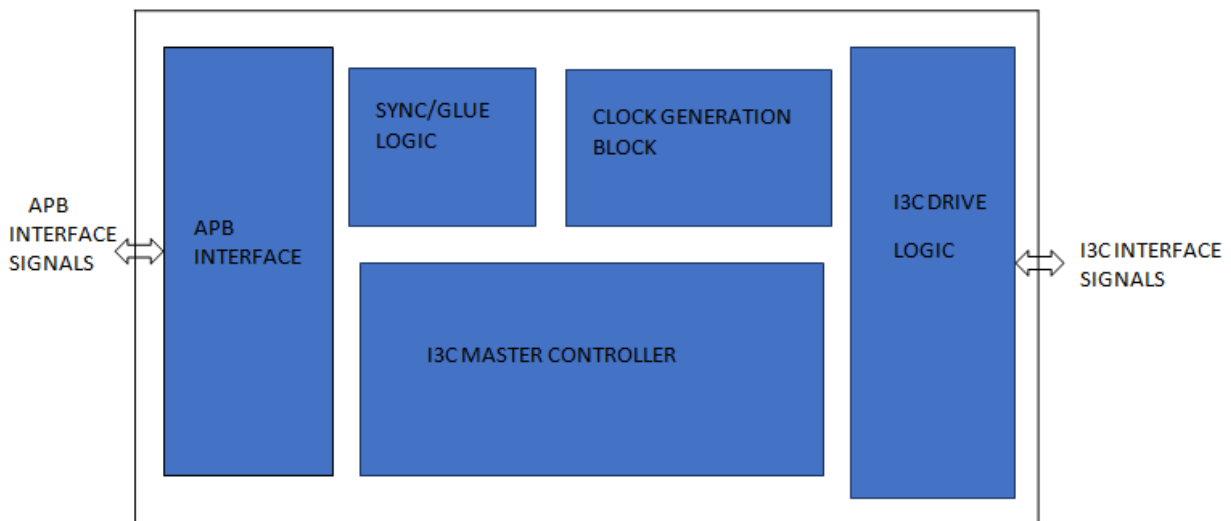 APB
INTERFACE
SIGNALS
APB
INTERFACE
SYNC/GLUE
LOGIC
CLOCK GENERATION
BLOCK
I3C MASTER CONTROLLER
I3C DRIVE
LOGIC
I3C INTERFACE
SIGNALS